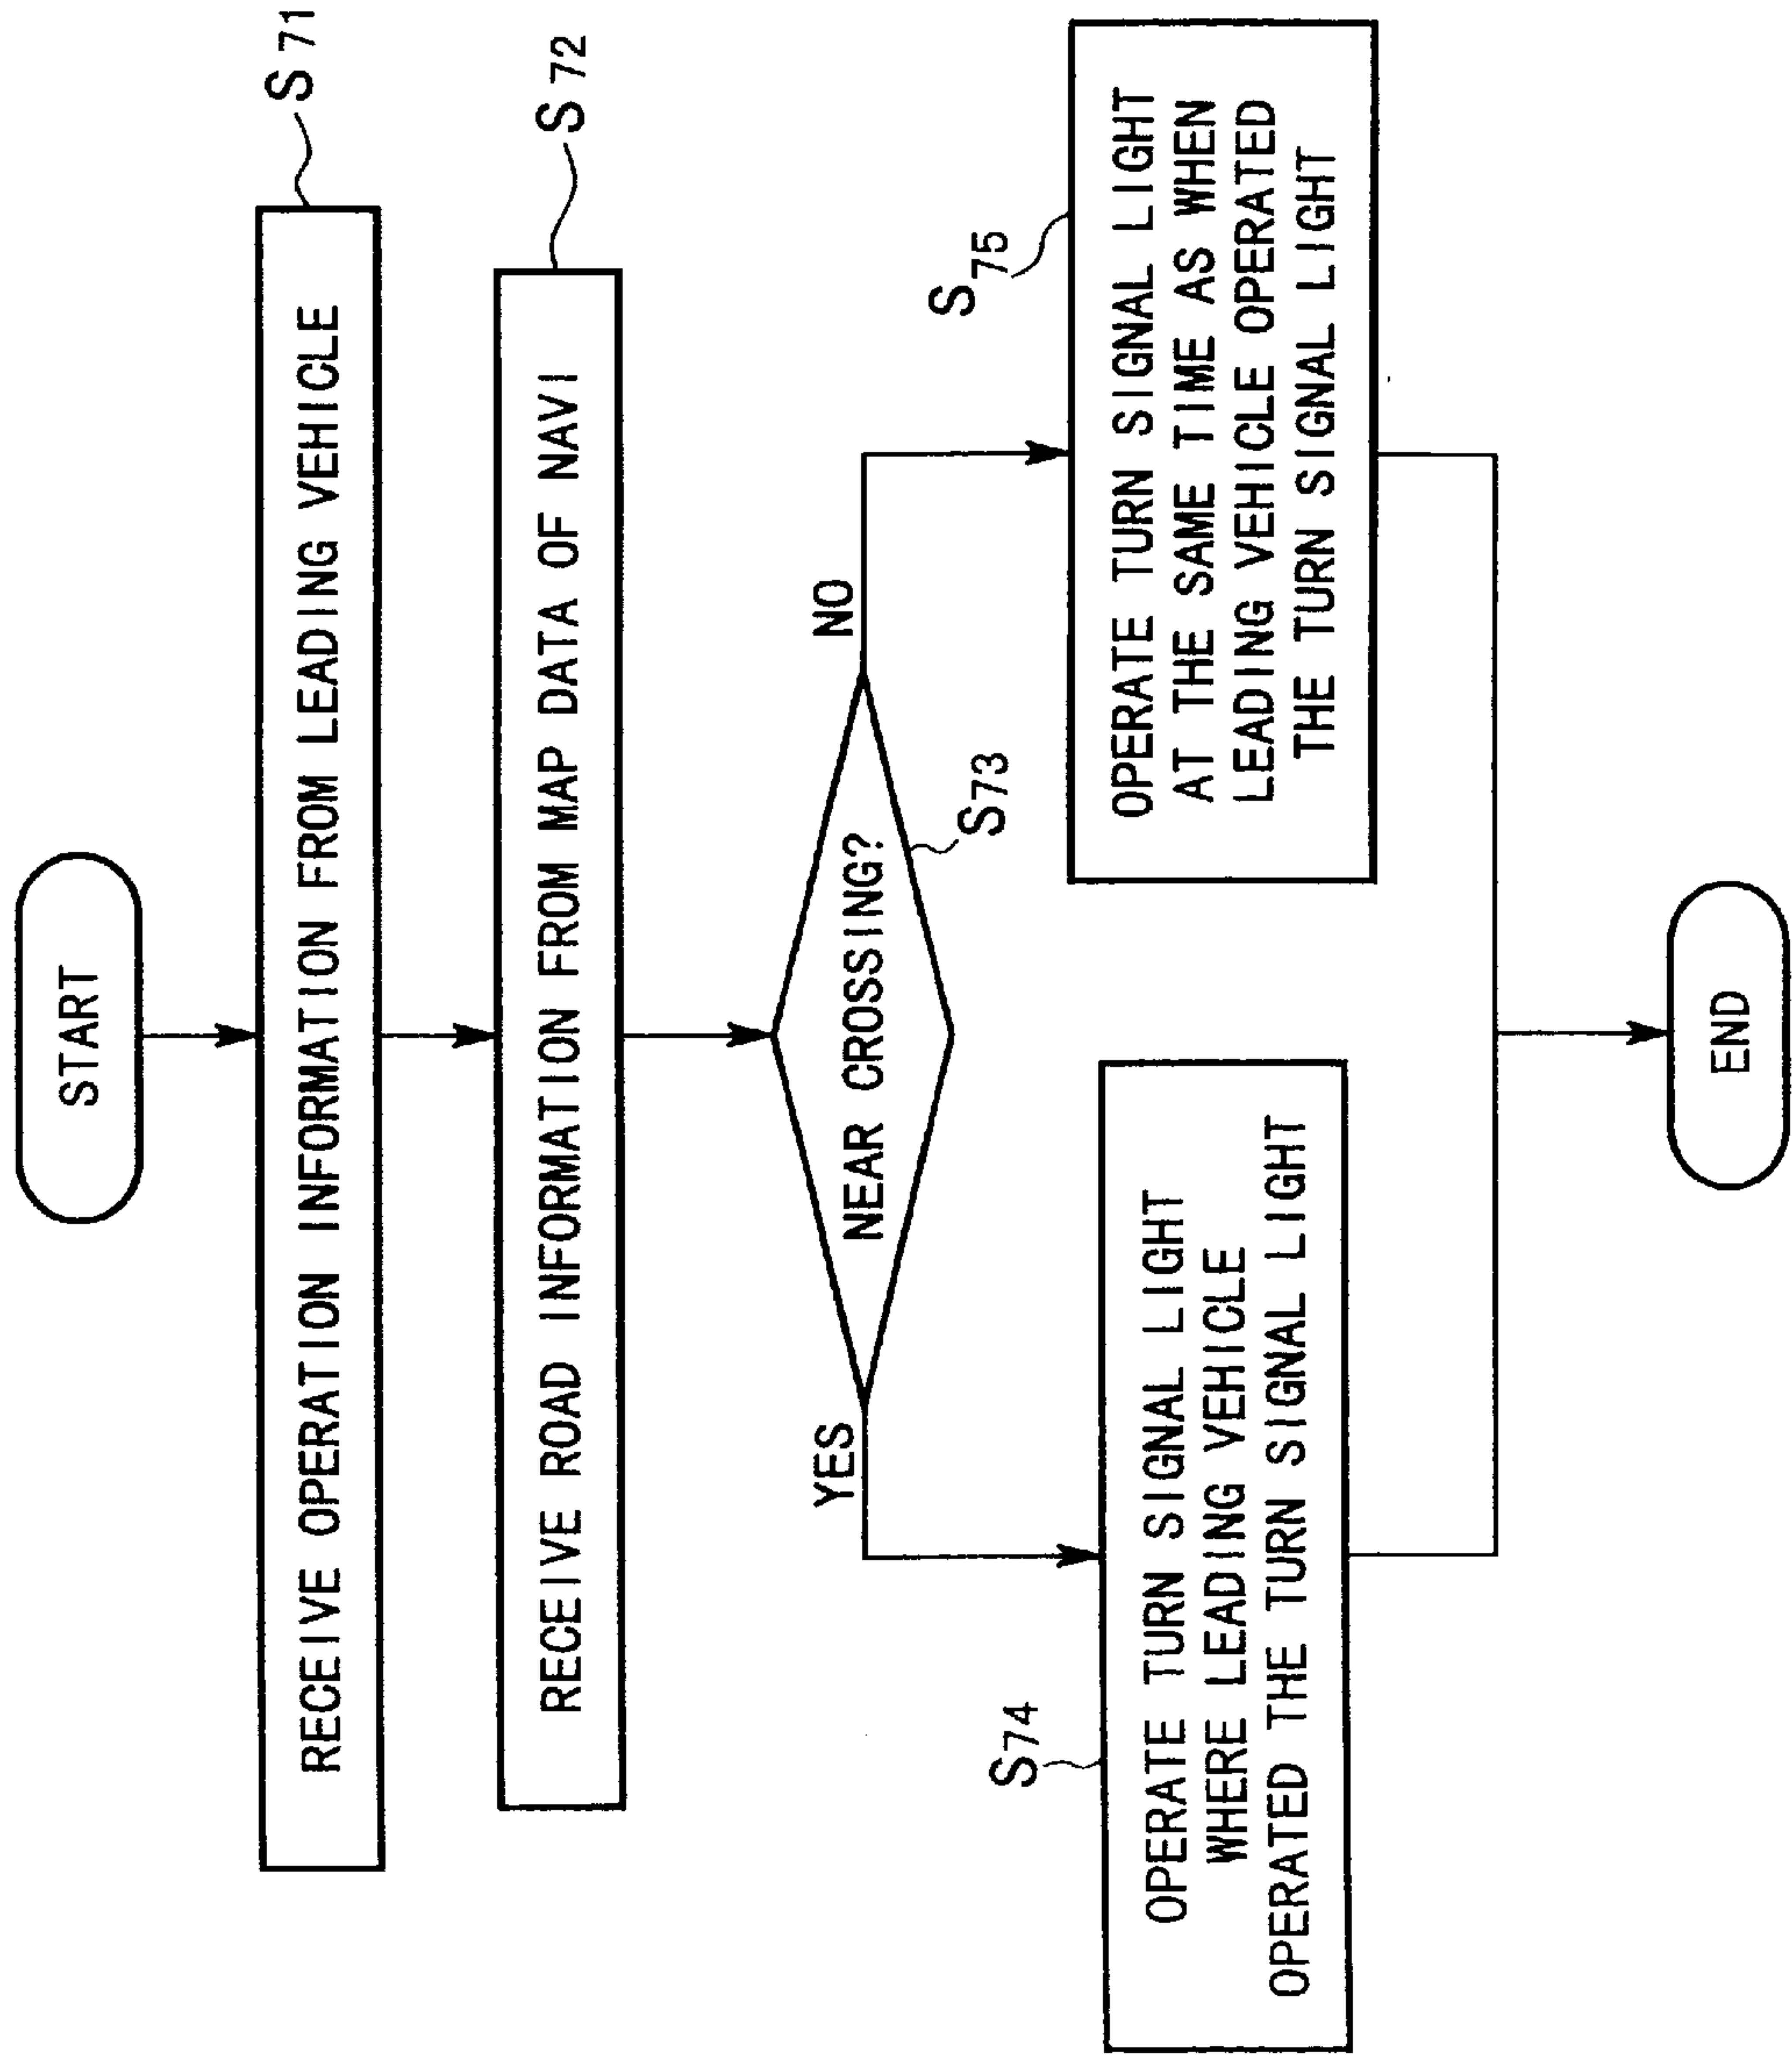 START
S71
RECEIVE OPERATION INFORMATION FROM LEADING VEHICLE
S72
RECEIVE ROAD INFORMATION FROM MAP DATA OF NAVI
NEAR CROSSING?
S73
YES
NO
S74
OPERATE TURN SIGNAL LIGHT
WHERE LEADING VEHICLE
OPERATED THE TURN SIGNAL LIGHT
S75
OPERATE TURN SIGNAL LIGHT
AT THE SAME TIME AS WHEN
LEADING VEHICLE OPERATED
THE TURN SIGNAL LIGHT
END